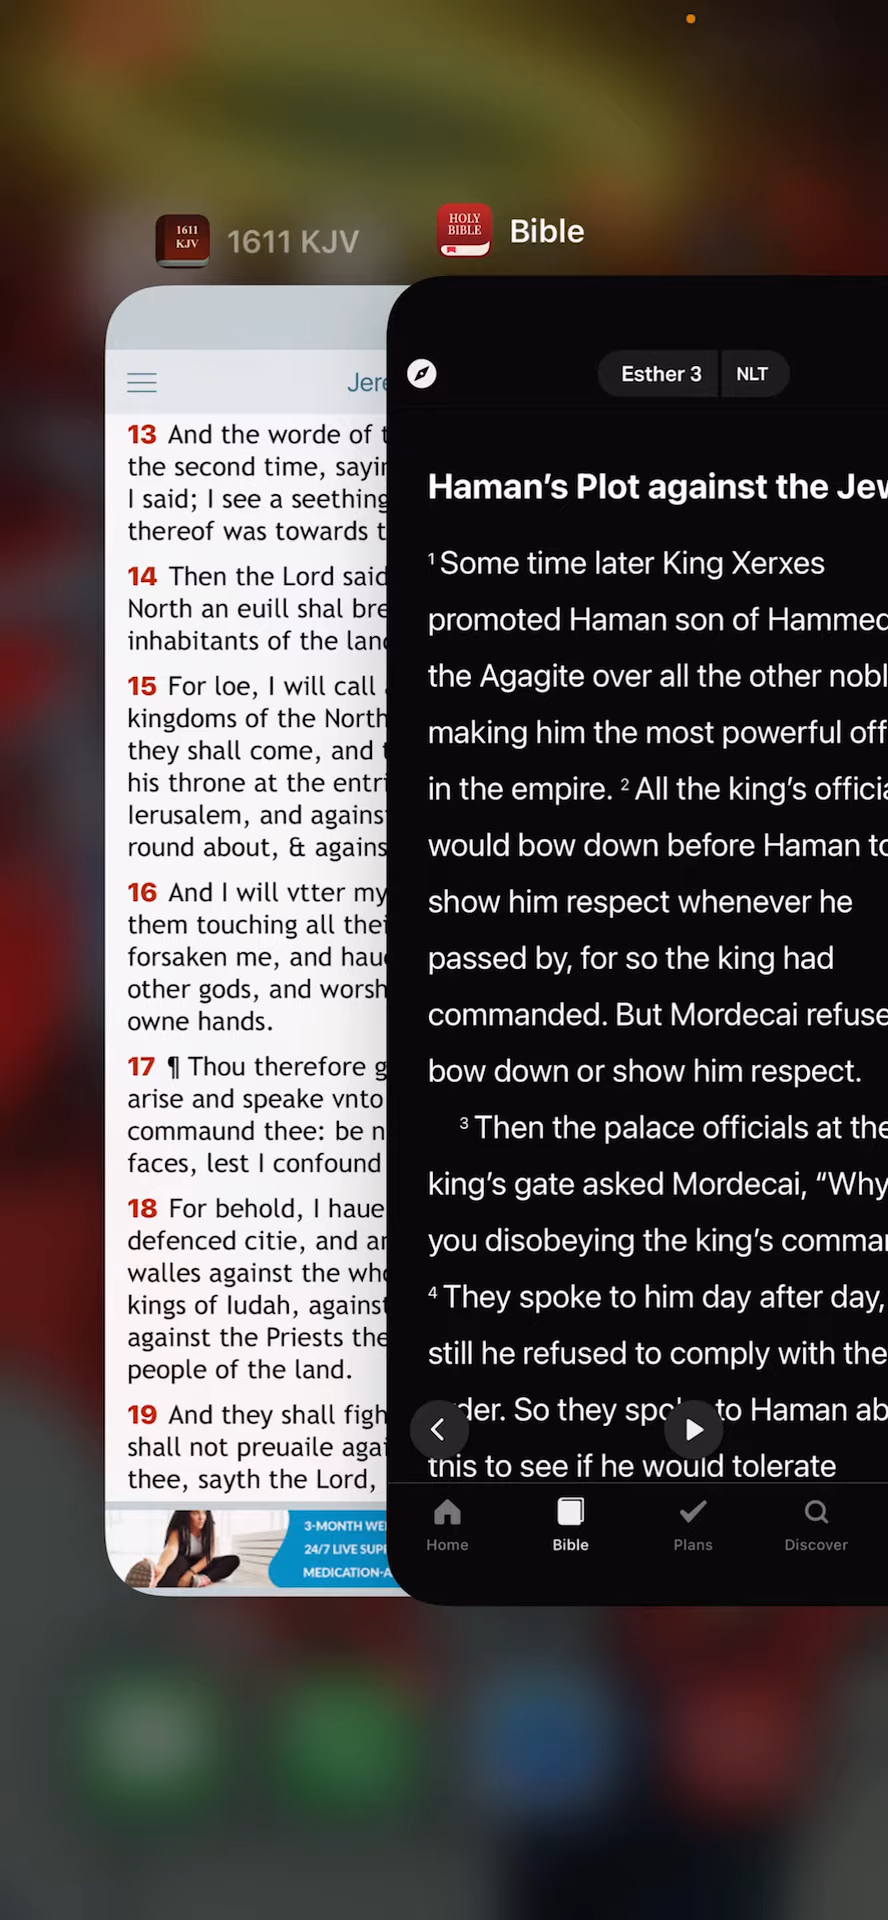 1611
KJV
1611 KJV
HOLY
BIBLE
Bible
Jere
13 And the worde of t
the second time, sayin
I said; I see a seething
thereof was towards t
14 Then the Lord said
North an euill shal bre
inhabitants of the land
15 For loe, I will call
kingdoms of the North
they shall come, and t
his throne at the entri
Ierusalem, and against
round about, & agains
16 And I will vtter my
them touching all thei
forsaken me, and hau
other gods, and worsh
owne hands.
17 ¶ Thou therefore g
arise and speake vnto
commaund thee: be n
faces, lest I confound
18 For behold, I haue
defenced citie, and an
walles against the who
kings of Iudah, against
against the Priests the
people of the land.
19 And they shall figh
shall not preuaile agai
thee, sayth the Lord,
3-MONTH WE
24/7 LIVE SUPP
MEDICATION-A
Esther 3 NLT
Haman’s Plot against the Jew
1 Some time later King Xerxes
promoted Haman son of Hammed
the Agagite over all the other nobl
making him the most powerful off
in the empire. 2 All the king’s officia
would bow down before Haman to
show him respect whenever he
passed by, for so the king had
commanded. But Mordecai refuse
bow down or show him respect.
3 Then the palace officials at the
king’s gate asked Mordecai, “Why
you disobeying the king’s comma
4 They spoke to him day after day,
still he refused to comply with the
der. So they spok to Haman ab
this to see if he would tolerate
Home Bible Plans Discover